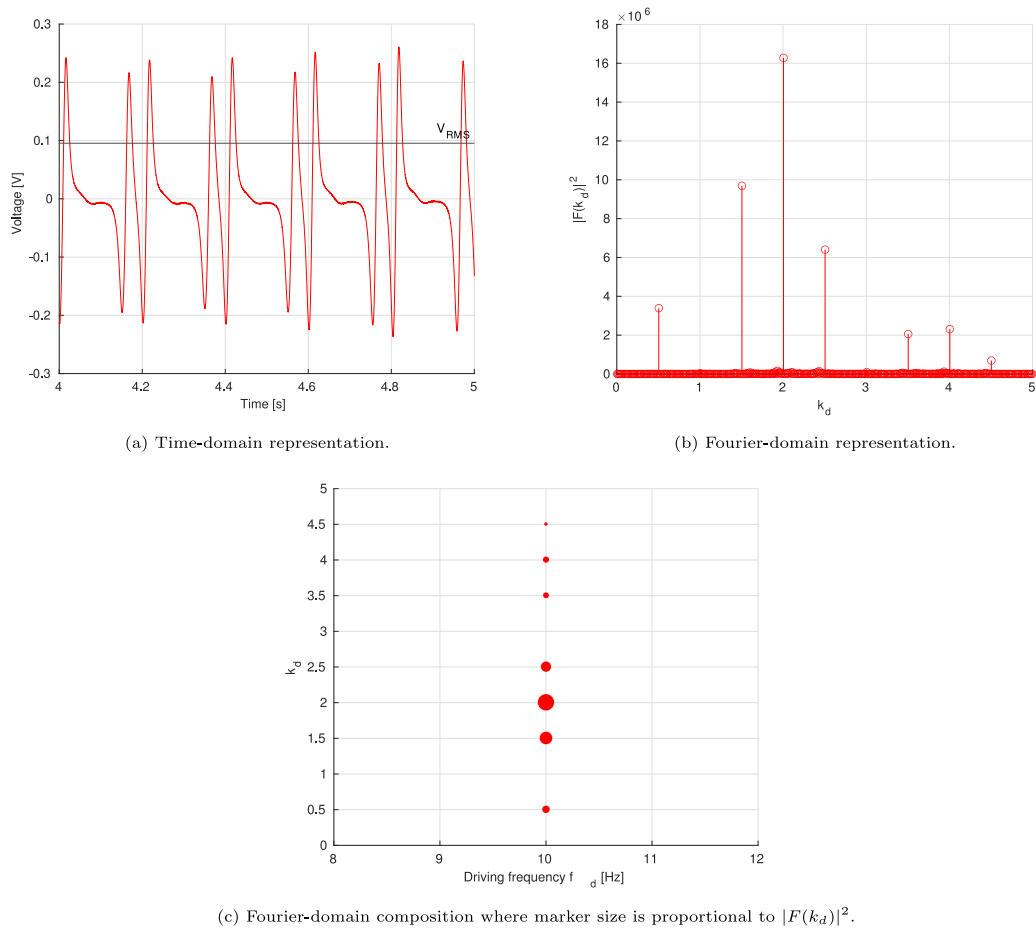 0.3
0.2
0.1
0
-0.1
-0.2
-0.3
Voltage [V]
V_RMS
4 4.2 4.4 4.6 4.8 5
Time [s]
(a) Time-domain representation.
×10^6
18
16
14
12
10
8
6
4
2
0
|F(k_d)|^2
0 1 2 3 4 5
k_d
(b) Fourier-domain representation.
5
4.5
4
3.5
3
2.5
2
1.5
1
0.5
0
k_d
8 9 10 11 12
Driving frequency f_d [Hz]
(c) Fourier-domain composition where marker size is proportional to |F(k_d)|^2.